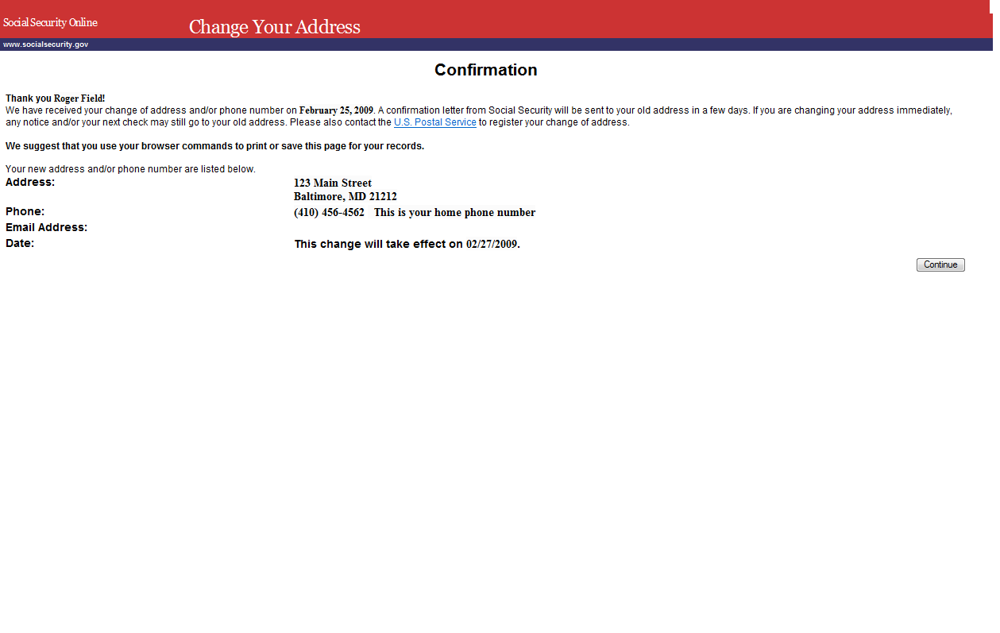 Social Security Online
Change Your Address
www.socialsecurity.gov
Confirmation
Thank you Roger Field!
We have received your change of address and/or phone number on February 25, 2009. A confirmation letter from Social Security will be sent to your old address in a few days. If you are changing your address immediately,
any notice and/or your next check may still go to your old address. Please also contact the U.S. Postal Service to register your change of address.
We suggest that you use your browser commands to print or save this page for your records.
Your new address and/or phone number are listed below.
Address: 123 Main Street
Baltimore, MD 21212
Phone: (410) 456-4562 This is your home phone number
Email Address:
Date: This change will take effect on 02/27/2009.
Continue